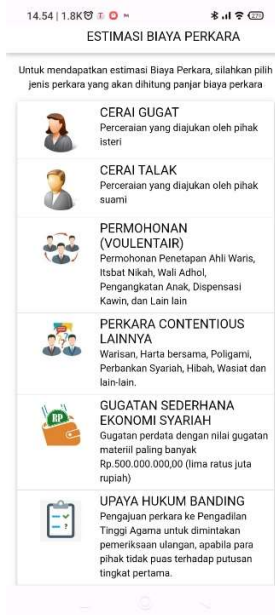 14.54 | 1.8K
ESTIMASI BIAYA PERKARA
Untuk mendapatkan estimasi Biaya Perkara, silahkan pilih
jenis perkara yang akan dihitung panjar biaya perkara
CERAI GUGAT
Perceraian yang diajukan oleh pihak
isteri
CERAI TALAK
Perceraian yang diajukan oleh pihak
suami
PERMOHONAN
(VOULENTAIR)
Permohonan Penetapan Ahli Waris,
Itsbat Nikah, Wali Adhol,
Pengangkatan Anak, Dispensasi
Kawin, dan Lain lain
PERKARA CONTENTIOUS
LAINNYA
Warisan, Harta bersama, Poligami,
Perbankan Syariah, Hibah, Wasiat dan
lain-lain.
RP
GUGATAN SEDERHANA
EKONOMI SYARIAH
Gugatan perdata dengan nilai gugatan
materiil paling banyak
Rp.500.000.000,00 (lima ratus juta
rupiah)
UPAYA HUKUM BANDING
Pengajuan perkara ke Pengadilan
Tinggi Agama untuk dimintakan
pemeriksaan ulangan, apabila para
pihak tidak puas terhadap putusan
tingkat pertama.